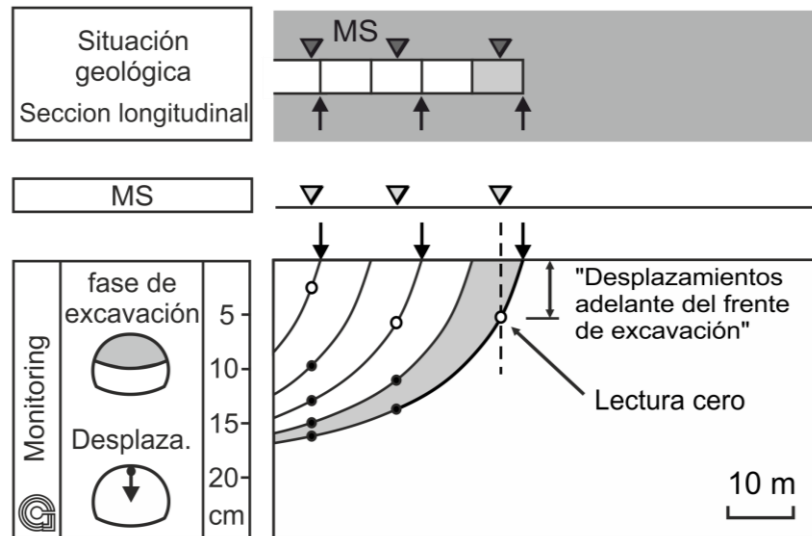 Situación
geológica
Seccion longitudinal
MS
MS
Monitoring
fase de
excavación
Desplaza.
5
10
15
20
cm
"Desplazamientos
adelante del frente
de excavación"
Lectura cero
10 m